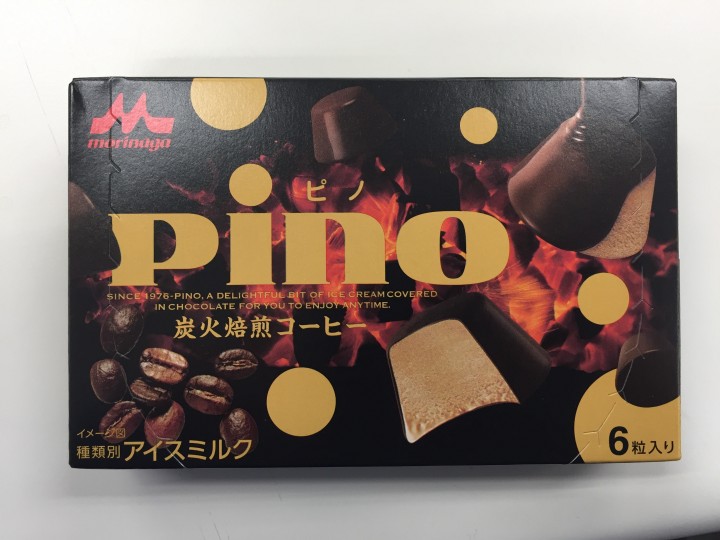 morinaga
ピノ
Pino
SINCE 1976-PINO, A DELIGHTFUL BIT OF ICE CREAM COVERED
IN CHOCOLATE FOR YOU TO ENJOY ANYTIME.
炭火焙煎コーヒー
イメージ図
種類別 アイスミルク
6粒入り